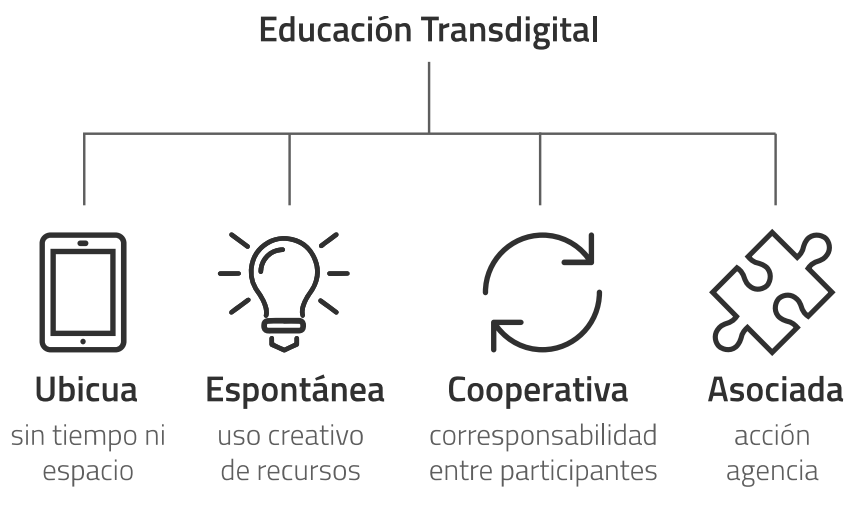 Educación Transdigital
Ubicua
sin tiempo ni
espacio
Espontánea
uso creativo
de recursos
Cooperativa
corresponsabilidad
entre participantes
Asociada
acción
agencia